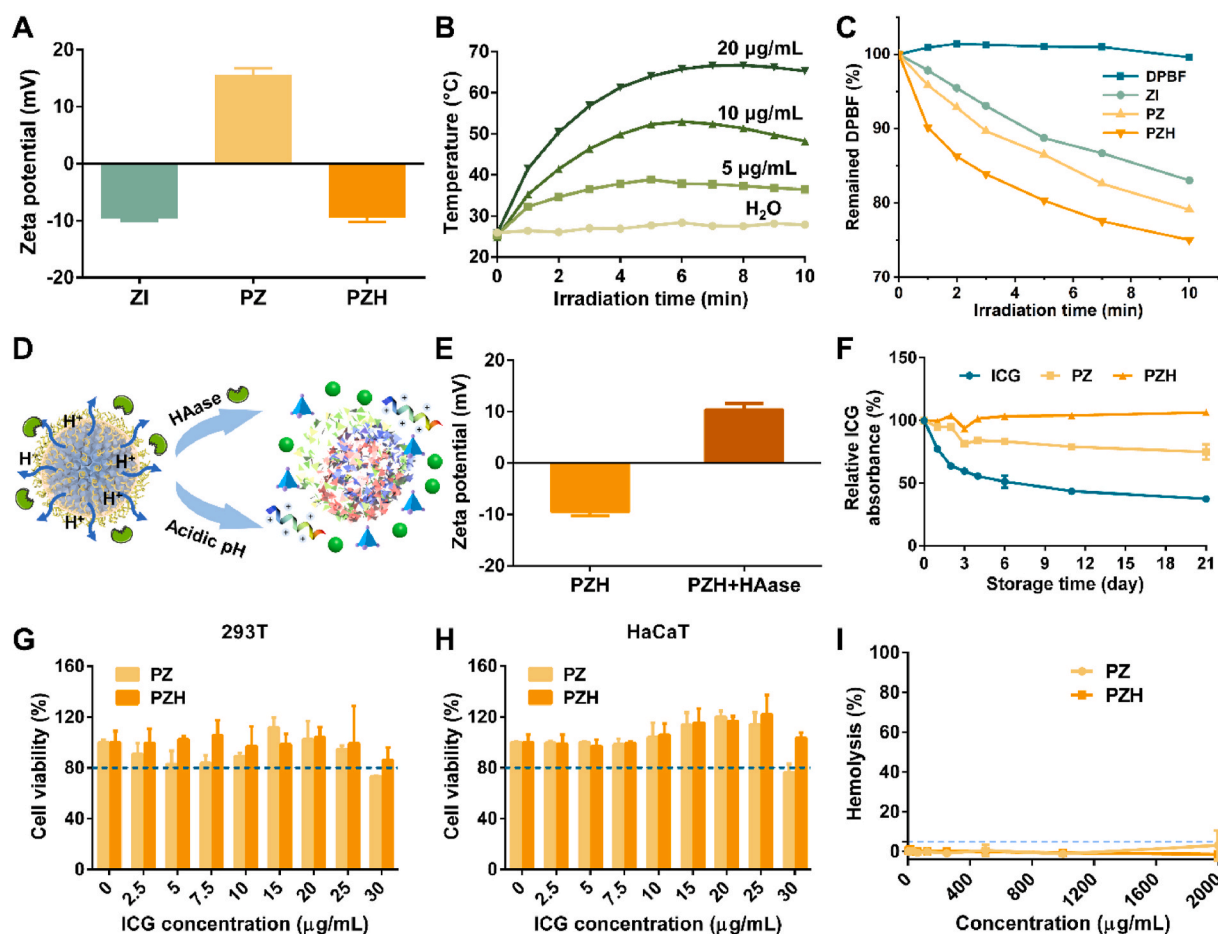 A
Zeta potential (mV)
20
10
0
-10
-20
ZI
PZ
PZH
B
Temperature (°C)
70
60
50
40
30
20
20 μg/mL
10 μg/mL
5 μg/mL
H2O
0
2
4
6
8
10
Irradiation time (min)
C
Remained DPBF (%)
100
90
80
70
DPBF
ZI
PZ
PZH
0
2
4
6
8
10
Irradiation time (min)
D
H+
H+
H+
H+
H+
H+
HAase
Acidic pH
E
Zeta potential (mV)
20
10
0
-10
-20
PZH
PZH+HAase
F
Relative ICG
absorbance (%)
150
100
50
0
ICG
PZ
PZH
0
3
6
9
12
15
18
21
Storage time (day)
G
293T
Cell viability (%)
160
120
80
40
0
PZ
PZH
0
2.5
5
7.5
10
15
20
25
30
ICG concentration (μg/mL)
H
HaCaT
Cell viability (%)
160
120
80
40
0
PZ
PZH
0
2.5
5
7.5
10
15
20
25
30
ICG concentration (μg/mL)
I
Hemolysis (%)
100
80
60
40
20
0
PZ
PZH
0
400
800
1200
1600
2000
Concentration (μg/mL)